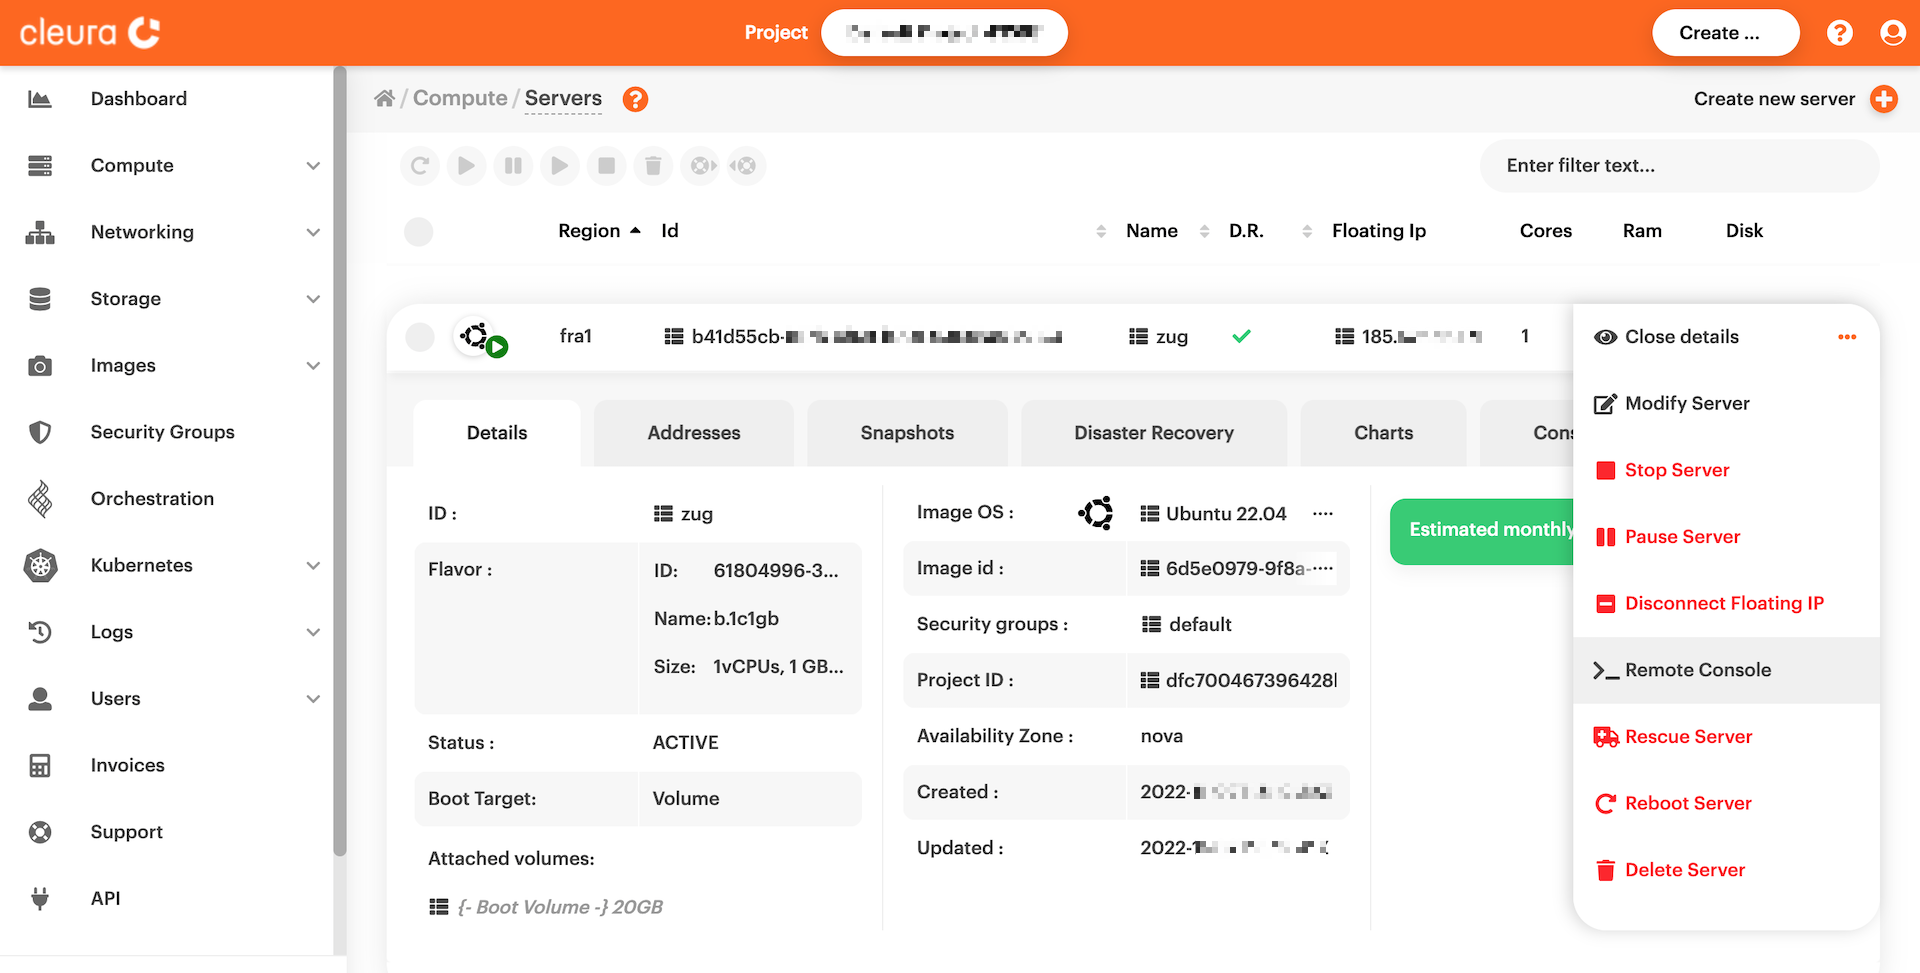 cleura
Project
Create ...
Dashboard
Compute
Networking
Storage
Images
Security Groups
Orchestration
Kubernetes
Logs
Users
Invoices
Support
API
/ Compute / Servers
Create new server
Enter filter text...
Region Id Name D.R. Floating Ip Cores Ram Disk
fra1 b41d55cb- zug 185. 1
Close details
Modify Server
Stop Server
Pause Server
Disconnect Floating IP
Remote Console
Rescue Server
Reboot Server
Delete Server
Details Addresses Snapshots Disaster Recovery Charts Cons
ID : zug
Flavor : ID: 61804996-3...
Name: b.1c1gb
Size: 1vCPUs, 1 GB...
Status : ACTIVE
Boot Target: Volume
Attached volumes:
{- Boot Volume -} 20GB
Image OS : Ubuntu 22.04 ....
Image id : 6d5e0979-9f8a-....
Security groups : default
Project ID : dfc700467396428
Availability Zone : nova
Created : 2022-
Updated : 2022-
Estimated monthly